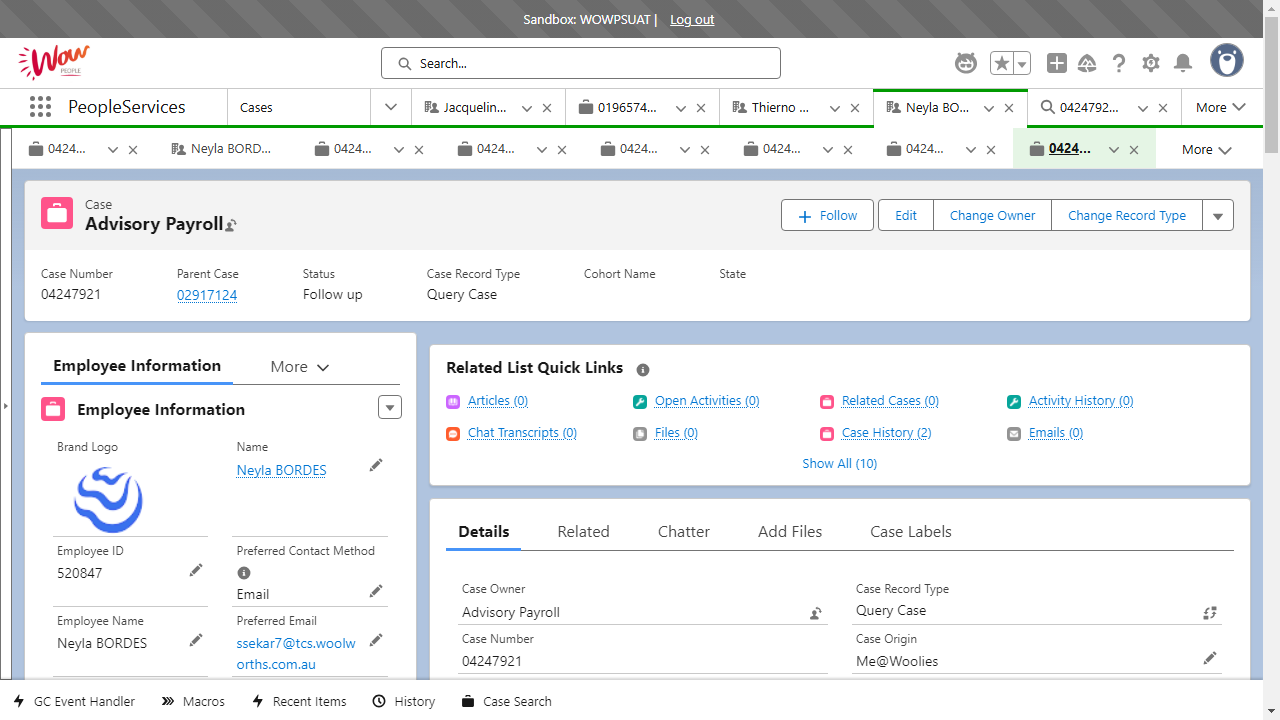 Sandbox: WOWPSUAT | Log out
Wow
PEOPLE
Search...
PeopleServices
Cases
Jacquelin...
0196574...
Thierno ...
Neyla BO...
0424792...
More
0424...
Neyla BORD...
0424...
0424...
0424...
0424...
0424...
0424...
More
Case
Advisory Payroll
Follow
Edit
Change Owner
Change Record Type
Case Number
04247921
Parent Case
02917124
Status
Follow up
Case Record Type
Query Case
Cohort Name
State
Employee Information
More
Employee Information
Brand Logo
Name
Neyla BORDES
Employee ID
520847
Preferred Contact Method
Email
Employee Name
Neyla BORDES
Preferred Email
ssekar7@tcs.woolw
orths.com.au
Related List Quick Links
Articles (0)
Open Activities (0)
Related Cases (0)
Activity History (0)
Chat Transcripts (0)
Files (0)
Case History (2)
Emails (0)
Show All (10)
Details
Related
Chatter
Add Files
Case Labels
Case Owner
Advisory Payroll
Case Record Type
Query Case
Case Number
04247921
Case Origin
Me@Woolies
GC Event Handler
Macros
Recent Items
History
Case Search